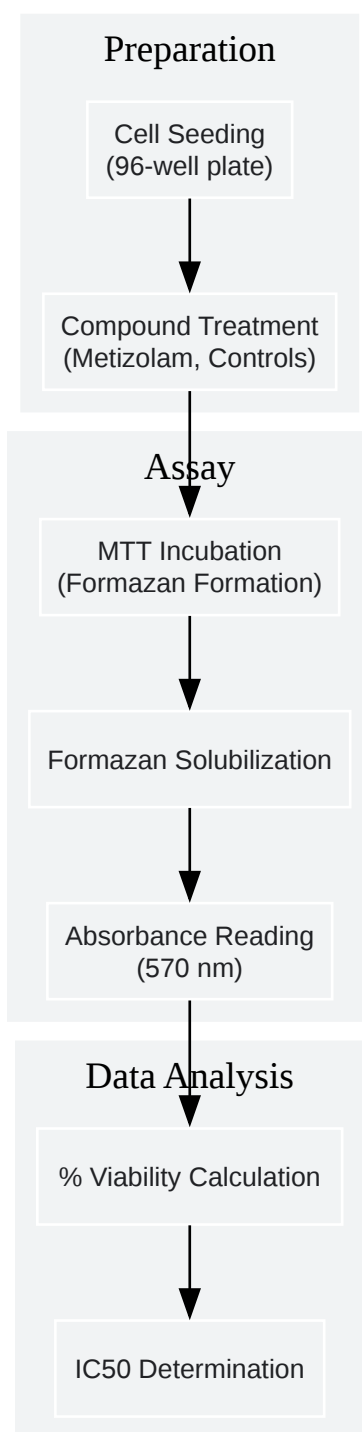 Preparation
Cell Seeding
(96-well plate)
Compound Treatment
(Metizolam, Controls)
Assay
MTT Incubation
(Formazan Formation)
Formazan Solubilization
Absorbance Reading
(570 nm)
Data Analysis
% Viability Calculation
IC50 Determination